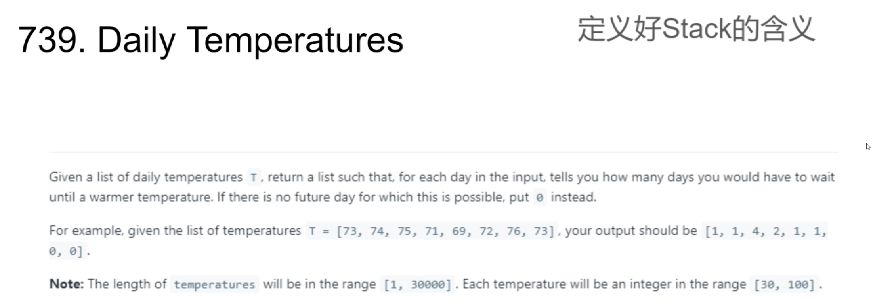 739. Daily Temperatures
定义好Stack的含义
Given a list of daily temperatures T, return a list such that, for each day in the input, tells you how many days you would have to wait
until a warmer temperature. If there is no future day for which this is possible, put 0 instead.
For example, given the list of temperatures T = [73, 74, 75, 71, 69, 72, 76, 73], your output should be [1, 1, 4, 2, 1, 1,
0, 0].
Note: The length of temperatures will be in the range [1, 30000]. Each temperature will be an integer in the range [30, 100].